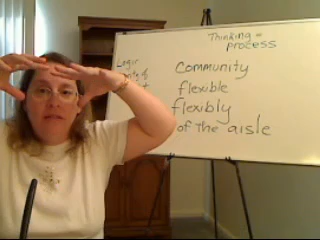 Thinking =
process
Logic
Community
flexible
flexibly
of the aisle